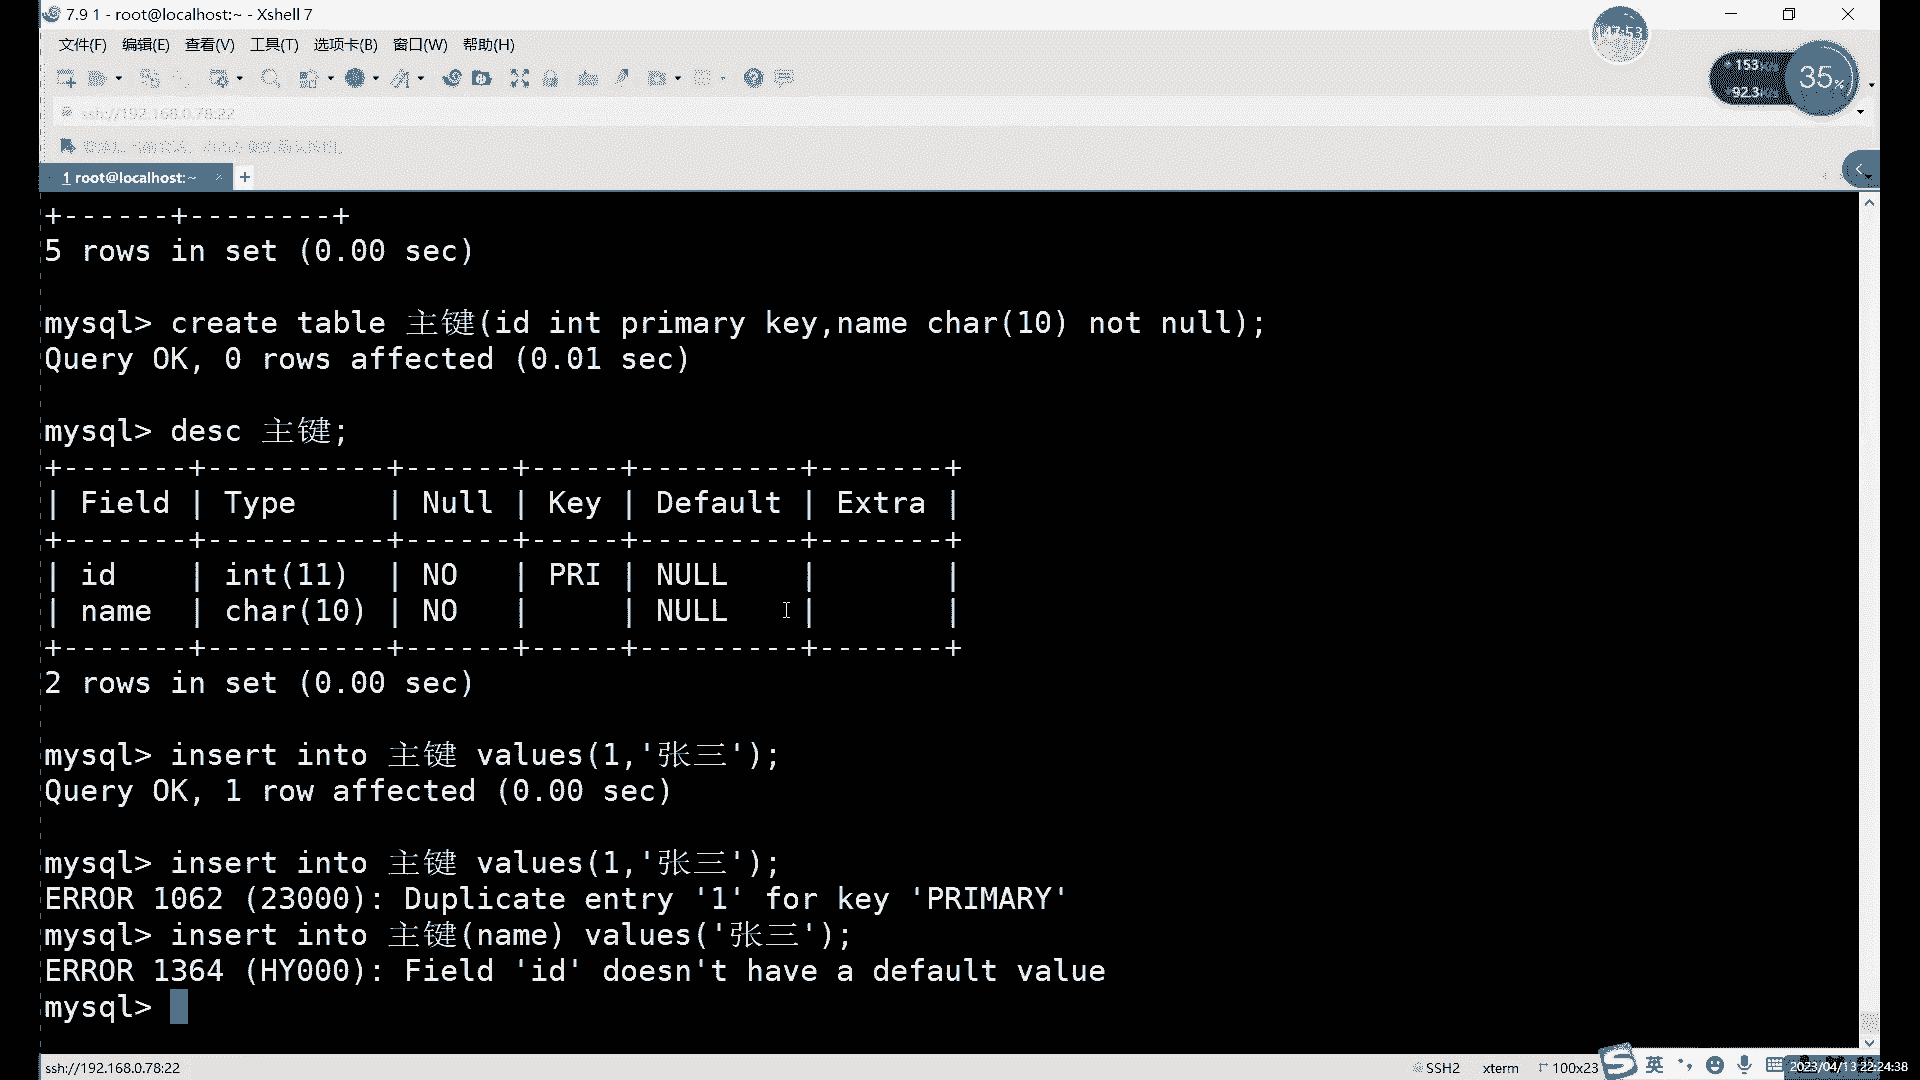 7.9 1 - root@localhost:~ - Xshell 7
文件(F) 编辑(E) 查看(V) 工具(T) 选项卡(B) 窗口(W) 帮助(H)
47:53
153K/s
92.3K/s
35%
ssh://192.168.0.78:22
1 root@localhost:~ × +
+------+--------+
5 rows in set (0.00 sec)
mysql> create table 主键(id int primary key,name char(10) not null);
Query OK, 0 rows affected (0.01 sec)
mysql> desc 主键;
+-------+----------+------+-----+---------+-------+
| Field | Type     | Null | Key | Default | Extra |
+-------+----------+------+-----+---------+-------+
| id    | int(11)  | NO   | PRI | NULL    |       |
| name  | char(10) | NO   |     | NULL    |       |
+-------+----------+------+-----+---------+-------+
2 rows in set (0.00 sec)
mysql> insert into 主键 values(1,'张三');
Query OK, 1 row affected (0.00 sec)
mysql> insert into 主键 values(1,'张三');
ERROR 1062 (23000): Duplicate entry '1' for key 'PRIMARY'
mysql> insert into 主键(name) values('张三');
ERROR 1364 (HY000): Field 'id' doesn't have a default value
mysql>
ssh://192.168.0.78:22
SSH2 xterm 100x23
英
2023/04/13 22:24:38